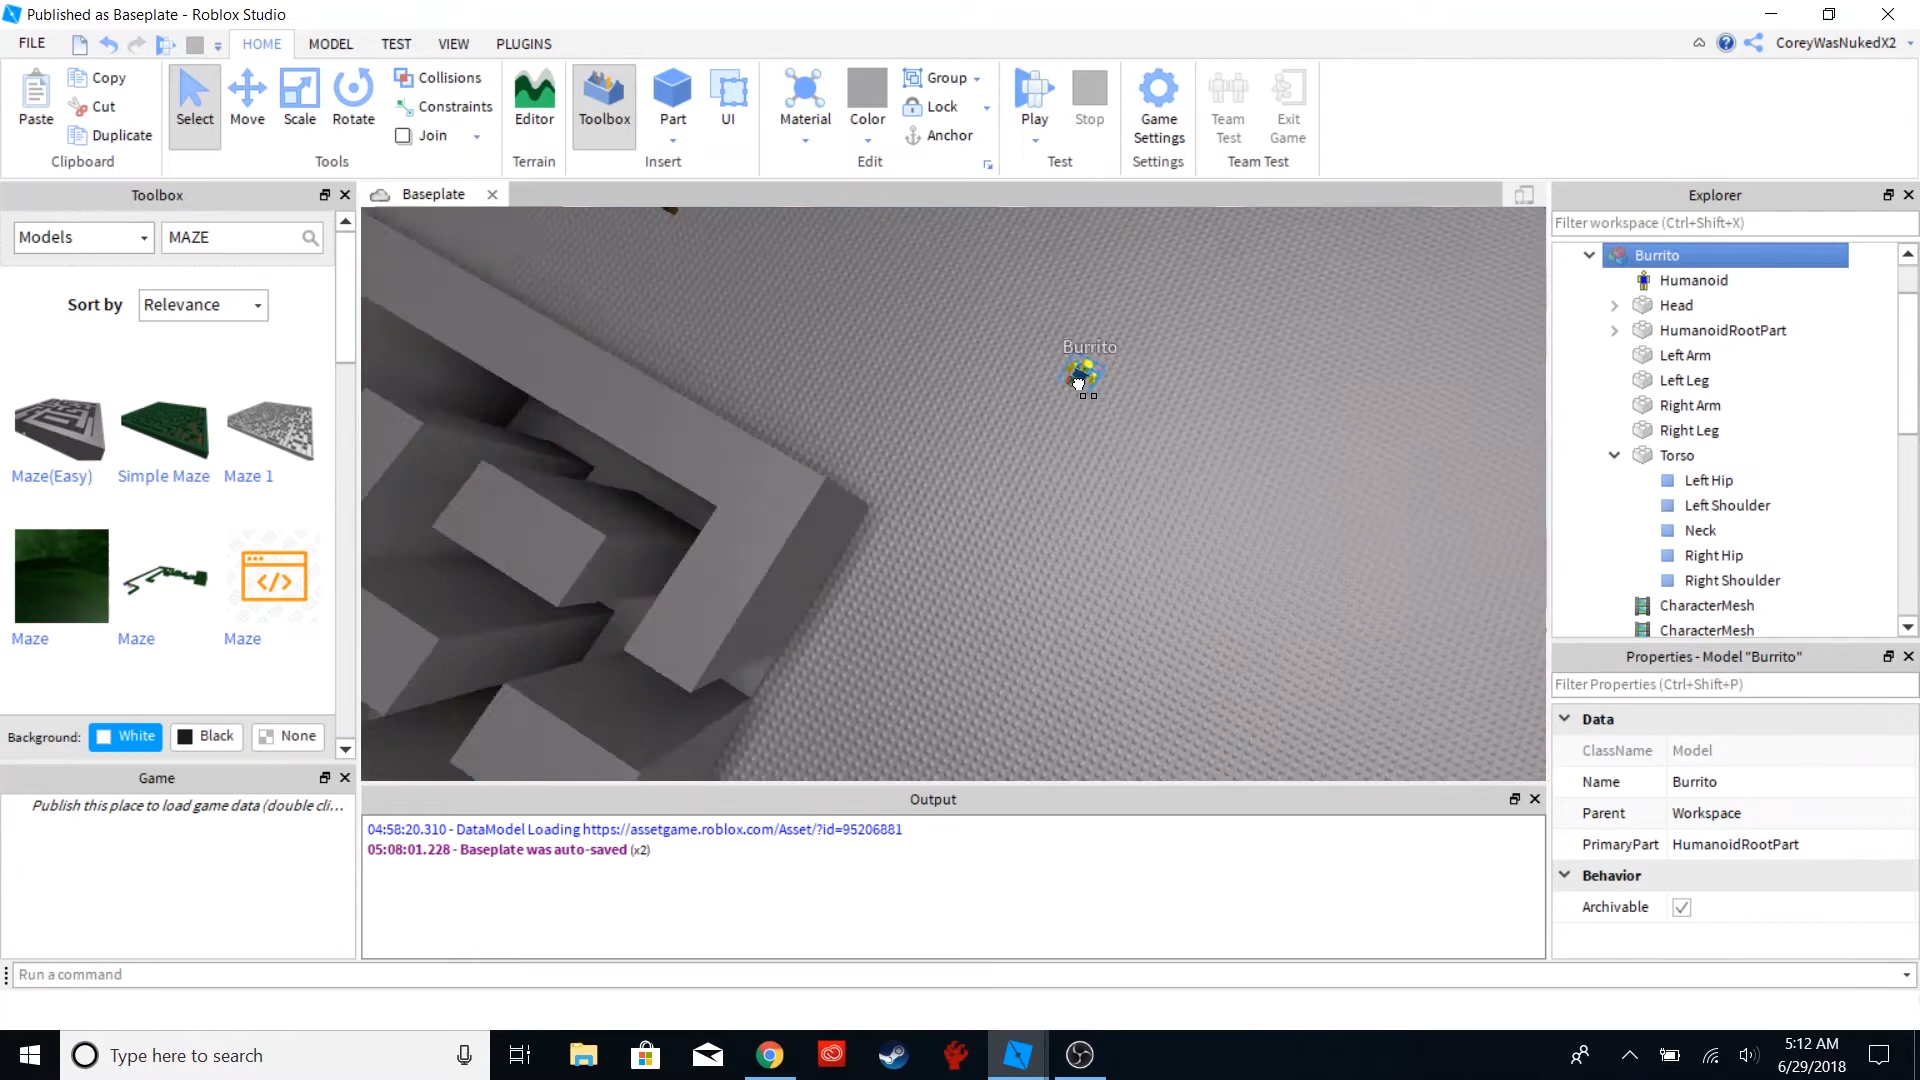 Published as Baseplate - Roblox Studio
FILE HOME MODEL TEST VIEW PLUGINS CoreyWasNukedX2
Paste Copy Cut Duplicate Clipboard
Select Move Scale Rotate Collisions Constraints Join Tools
Editor Terrain
Toolbox Part UI Insert
Material Color Group Lock Anchor Edit
Play Stop Test
Game Settings Settings
Team Test Exit Game Team Test
Toolbox
Models MAZE
Sort by Relevance
Maze(Easy) Simple Maze Maze 1
Maze Maze Maze
Background: White Black None
Game
Publish this place to load game data (double cli...
Baseplate
Burrito
Output
04:58:20.310 - DataModel Loading https://assetgame.roblox.com/Asset/?id=95206881
05:08:01.228 - Baseplate was auto-saved (x2)
Explorer
Filter workspace (Ctrl+Shift+X)
Burrito
Humanoid
Head
HumanoidRootPart
Left Arm
Left Leg
Right Arm
Right Leg
Torso
Left Hip
Left Shoulder
Neck
Right Hip
Right Shoulder
CharacterMesh
CharacterMesh
Properties - Model "Burrito"
Filter Properties (Ctrl+Shift+P)
Data
ClassName Model
Name Burrito
Parent Workspace
PrimaryPart HumanoidRootPart
Behavior
Archivable
Run a command
Type here to search
5:12 AM
6/29/2018